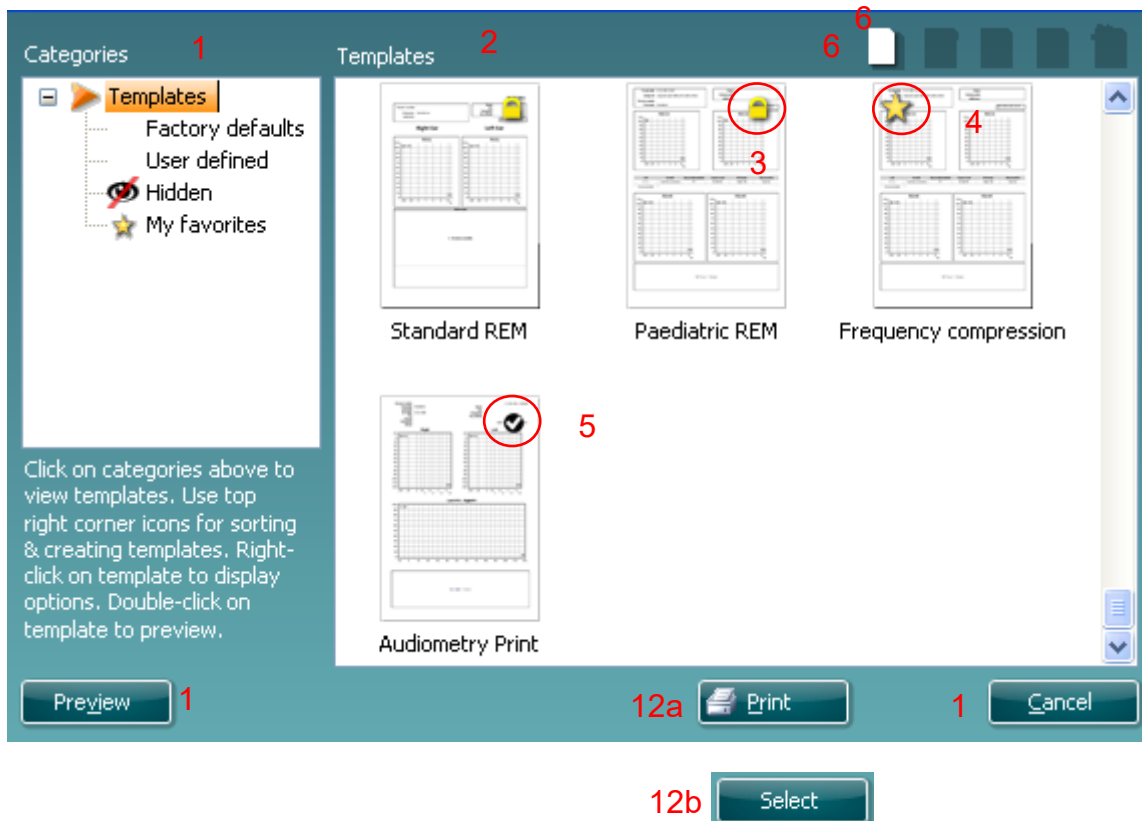 6
Categories 1
Templates 2
6
Templates
Factory defaults
User defined
Hidden
My favorites
3
4
Standard REM
Paediatric REM
Frequency compression
5
Audiometry Print
Click on categories above to
view templates. Use top
right corner icons for sorting
& creating templates. Right-
click on template to display
options. Double-click on
template to preview.
Preview 1
12a Print
1 Cancel
12b Select